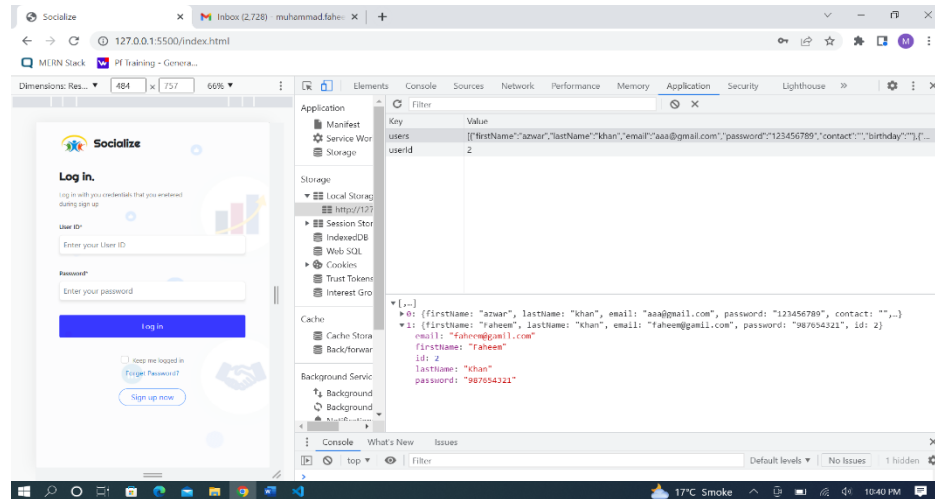 Socialize
Inbox (2,728) - muhammad.fahee
127.0.0.1:5500/index.html
M
MERN Stack
Pf Training - Genera...
Dimensions: Res... ▼ 484 x 757 66% ▼
Elements Console Sources Network Performance Memory Application Security Lighthouse »
Socialize
Log in.
Log in with you credentials that you enetered
during sign up
User ID*
Enter your User ID
Password*
Enter your password
Log in
Keep me logged in
Forget Password?
Sign up now
Application
Manifest
Service Wor
Storage
Storage
Local Storag
http://127
Session Stor
IndexedDB
Web SQL
Cookies
Trust Tokens
Interest Gro
Cache
Cache Stora
Back/forwar
Background Servic
Background
Background
Notification
Filter
Key Value
users [{"firstName":"azwar","lastName":"khan","email":"aaa@gmail.com","password":"123456789","contact":"","birthday":""},{"...
userId 2
▼[,…]
▶0: {firstName: "azwar", lastName: "khan", email: "aaa@gmail.com", password: "123456789", contact: "",…}
▼1: {firstName: "Faheem", lastName: "Khan", email: "faheem@gamil.com", password: "987654321", id: 2}
email: "faheem@gamil.com"
firstName: "Faheem"
id: 2
lastName: "Khan"
password: "987654321"
Console What's New Issues
top ▼ Filter Default levels ▼ No Issues 1 hidden
17°C Smoke 10:40 PM